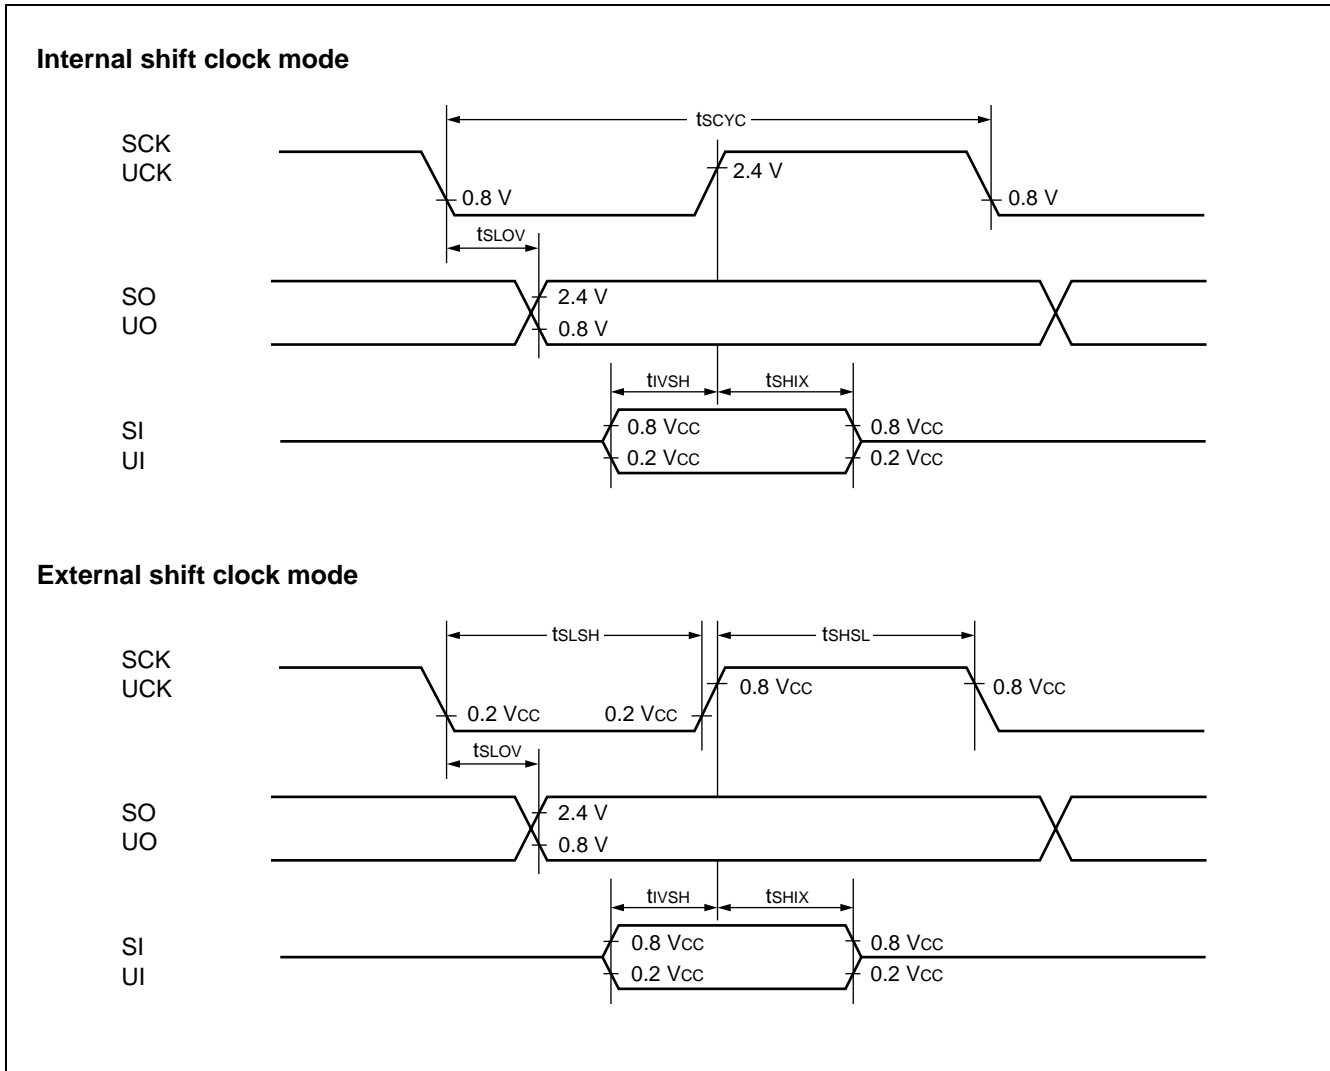 Internal shift clock mode
tSCYC
SCK
UCK
2.4 V
0.8 V
0.8 V
tSLOV
SO
UO
2.4 V
0.8 V
tIVSH
tSHIX
SI
UI
0.8 VCC
0.8 VCC
0.2 VCC
0.2 VCC
External shift clock mode
tSLSH
tSHSL
SCK
UCK
0.8 VCC
0.8 VCC
0.2 VCC
0.2 VCC
tSLOV
SO
UO
2.4 V
0.8 V
tIVSH
tSHIX
SI
UI
0.8 VCC
0.8 VCC
0.2 VCC
0.2 VCC